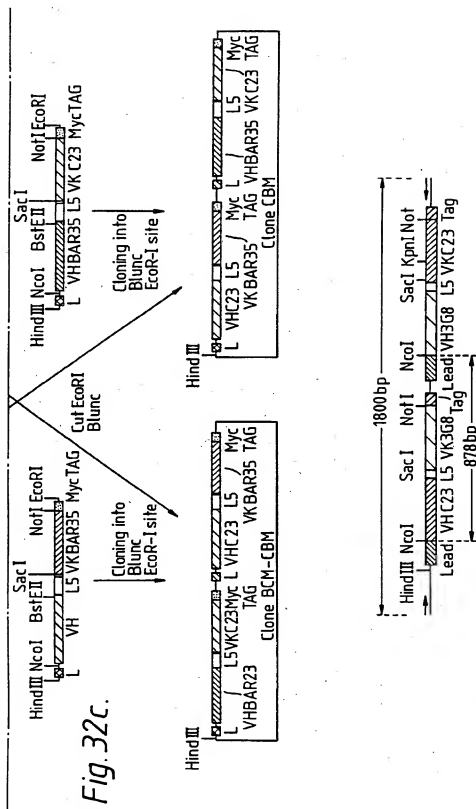 Fig. 32c.
SacI
HindIII NcoI BstEII NotI EcoRI
L VH L5 VKBAR35 MycTAG
SacI
HindIII NcoI BstEII NotI EcoRI
L VHBAR35 L5 VKC23 MycTAG
Cloning into
Blunc
EcoR-I site
Cut EcoRI
Blunc
Cloning into
Blunc
EcoR-I site
HindIII
L L5VKC23Myc L VHC23 L5 Myc
VHBAR23 TAG VKBAR35 TAG
Clone BCM-CBM
HindIII
L VHC23 L5 Myc L L5 Myc
VKBAR35 TAG VHBAR35 VKC23 TAG
Clone CBM
1800bp
HindIII NcoI SacI NotI NcoI SacI KpnI Not
Lead VHC23 L5 VK3G8 Lead VH3G8 L5 VKC23 Tag
Tag
878bp